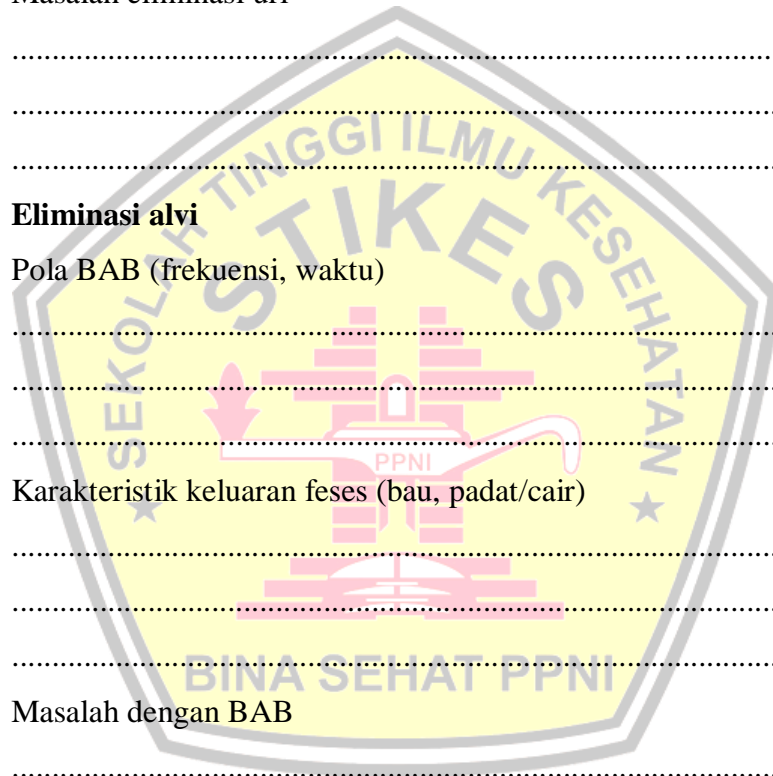 Masalah eliminasi uri
................................................................................................
................................................................................................
................................................................................................
Eliminasi alvi
Pola BAB (frekuensi, waktu)
................................................................................................
................................................................................................
................................................................................................
Karakteristik keluaran feses (bau, padat/cair)
................................................................................................
................................................................................................
................................................................................................
Masalah dengan BAB
................................................................................................
SEKOLAH TINGGI ILMU KESEHATAN
STIKES
PPNI
BINA SEHAT PPNI